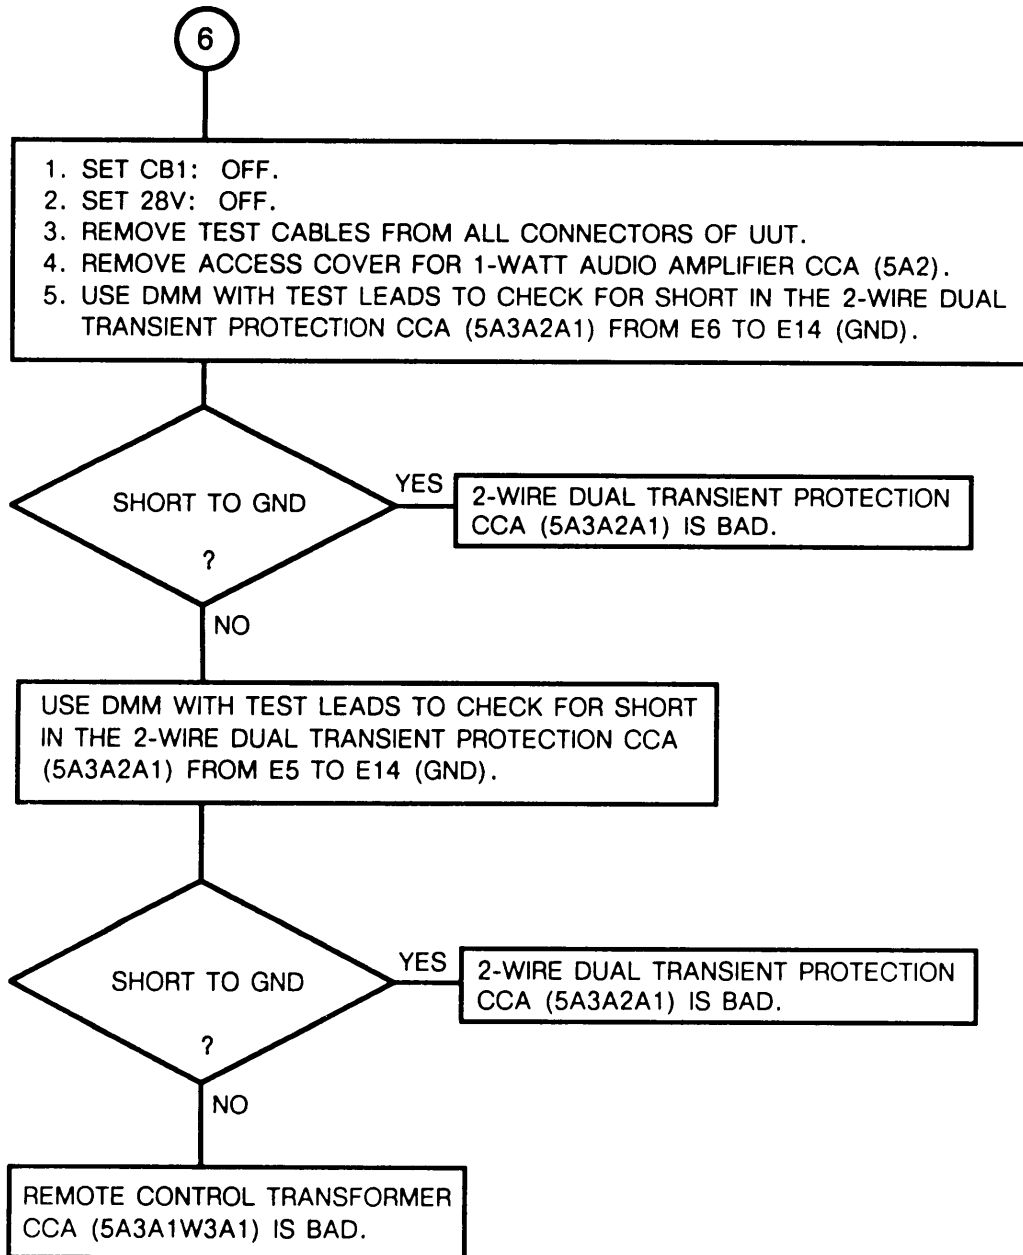 6
1. SET CB1: OFF.
2. SET 28V: OFF.
3. REMOVE TEST CABLES FROM ALL CONNECTORS OF UUT.
4. REMOVE ACCESS COVER FOR 1-WATT AUDIO AMPLIFIER CCA (5A2).
5. USE DMM WITH TEST LEADS TO CHECK FOR SHORT IN THE 2-WIRE DUAL
TRANSIENT PROTECTION CCA (5A3A2A1) FROM E6 TO E14 (GND).
SHORT TO GND
?
YES
2-WIRE DUAL TRANSIENT PROTECTION
CCA (5A3A2A1) IS BAD.
NO
USE DMM WITH TEST LEADS TO CHECK FOR SHORT
IN THE 2-WIRE DUAL TRANSIENT PROTECTION CCA
(5A3A2A1) FROM E5 TO E14 (GND).
SHORT TO GND
?
YES
2-WIRE DUAL TRANSIENT PROTECTION
CCA (5A3A2A1) IS BAD.
NO
REMOTE CONTROL TRANSFORMER
CCA (5A3A1W3A1) IS BAD.